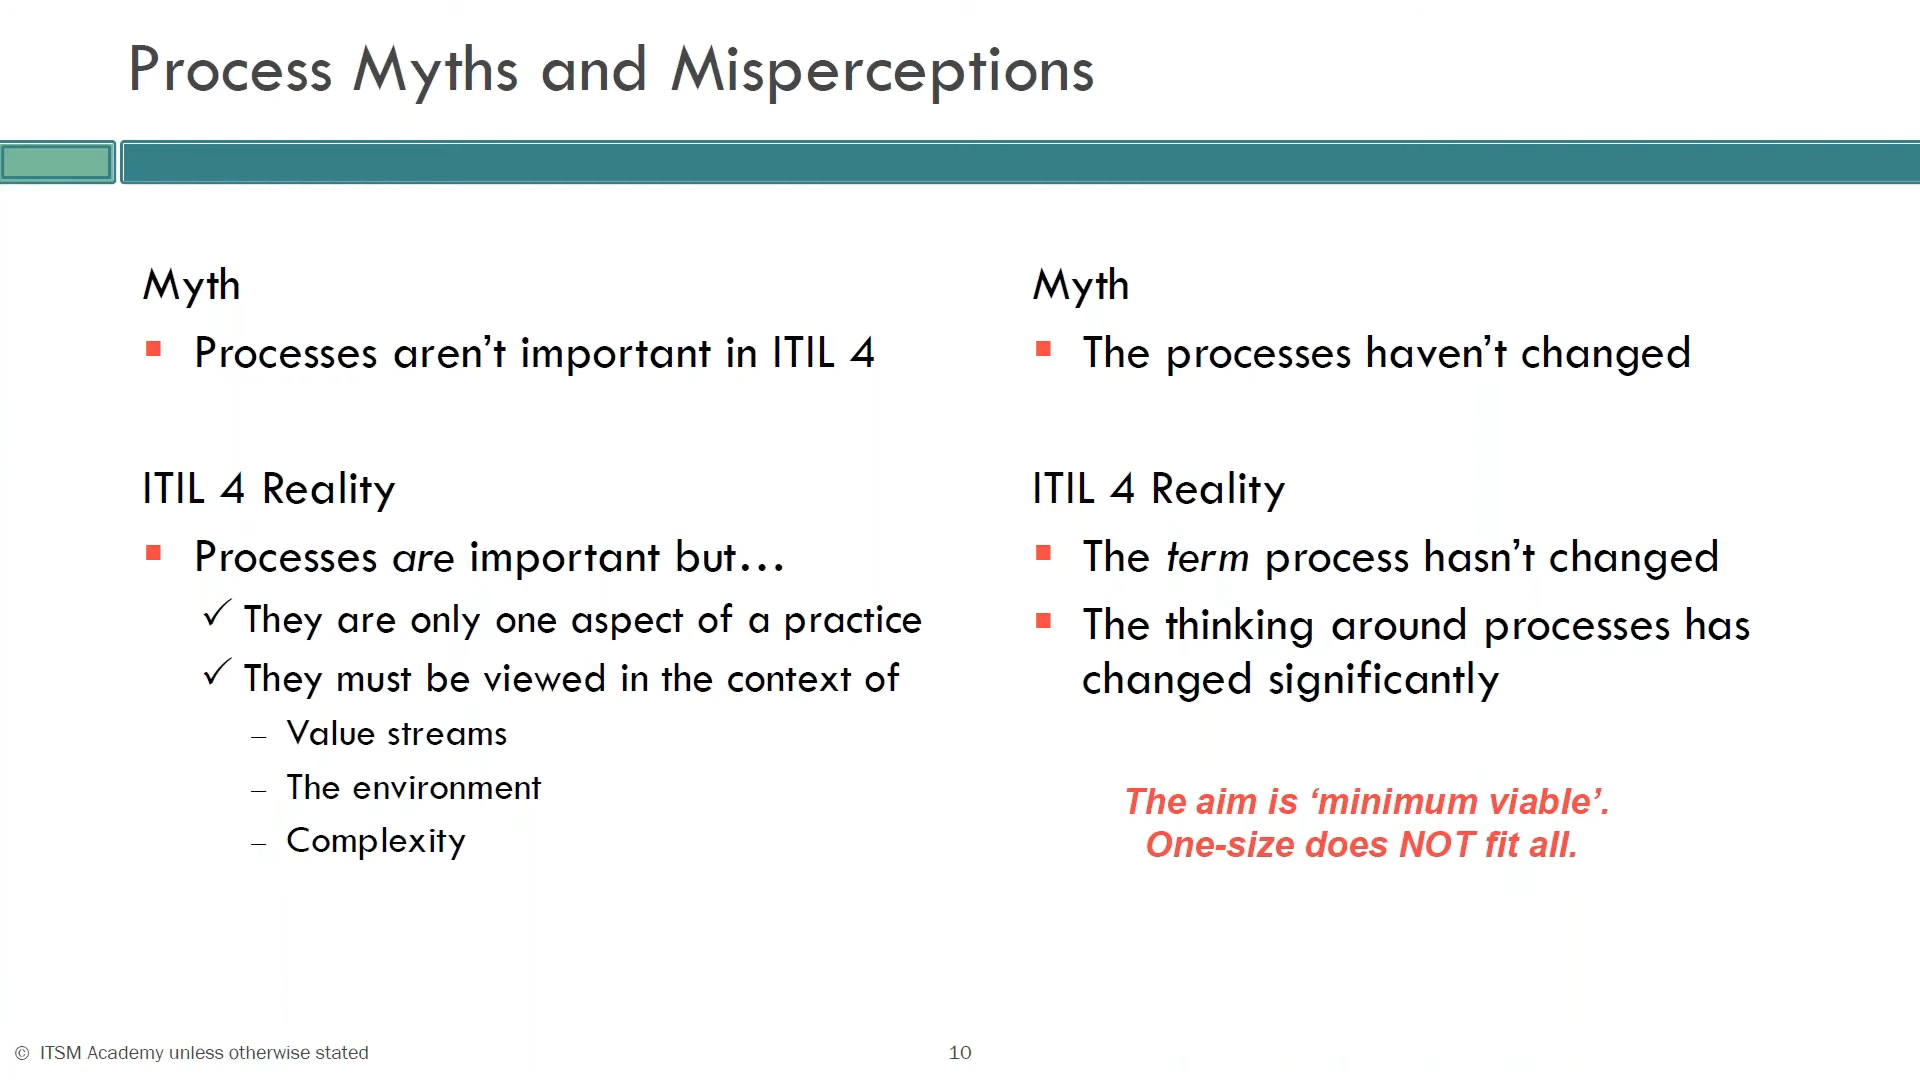 Process Myths and Misperceptions
Myth
▪ Processes aren’t important in ITIL 4
ITIL 4 Reality
▪ Processes are important but…
✓ They are only one aspect of a practice
✓ They must be viewed in the context of
– Value streams
– The environment
– Complexity
Myth
▪ The processes haven’t changed
ITIL 4 Reality
▪ The term process hasn’t changed
▪ The thinking around processes has
changed significantly
The aim is ‘minimum viable’.
One-size does NOT fit all.
© ITSM Academy unless otherwise stated
10